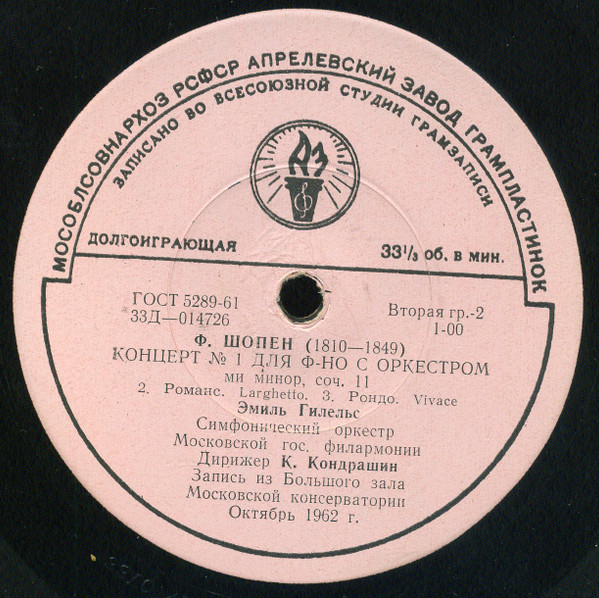 МОСОБЛСОВНАРХОЗ РСФСР АПРЕЛЕВСКИЙ ЗАВОД ГРАМПЛАСТИНОК
ЗАПИСАНО ВО ВСЕСОЮЗНОЙ СТУДИИ ГРАМЗАПИСИ
АЗ
ДОЛГОИГРАЮЩАЯ 33⅓ об. в мин.
ГОСТ 5289-61 Вторая гр.-2
33Д—014726 1-00
Ф. ШОПЕН (1810—1849)
КОНЦЕРТ № 1 ДЛЯ Ф-НО С ОРКЕСТРОМ
ми минор, соч. 11
2. Романс. Larghetto. 3. Рондо. Vivace
Эмиль Гилельс
Симфонический оркестр
Московской гос. филармонии
Дирижер К. Кондрашин
Запись из Большого зала
Московской консерватории
Октябрь 1962 г.